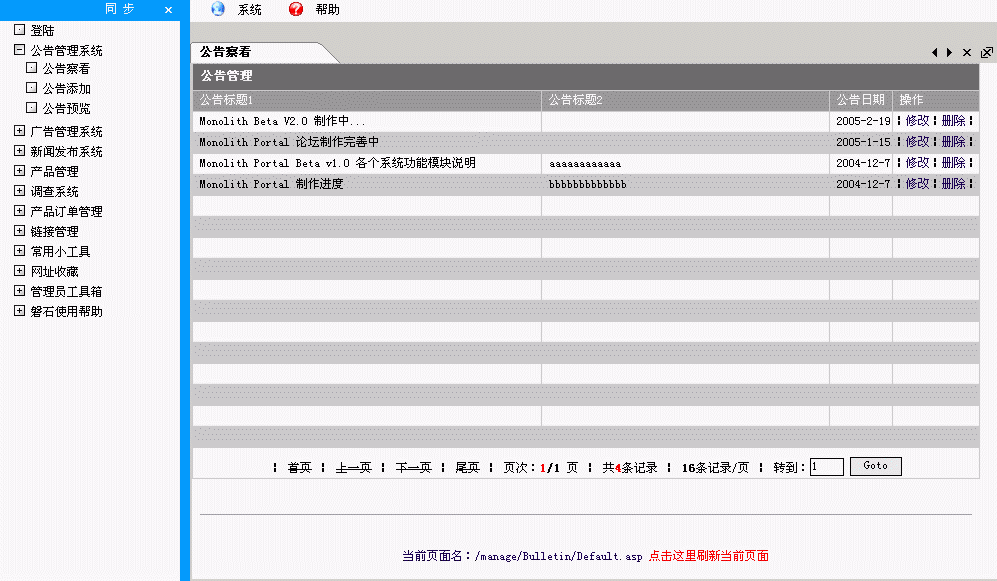 同 步 ×
系统 帮助
登陆
公告管理系统
公告察看
公告添加
公告预览
广告管理系统
新闻发布系统
产品管理
调查系统
产品订单管理
链接管理
常用小工具
网址收藏
管理员工具箱
磐石使用帮助
公告察看
公告管理
公告标题1 公告标题2 公告日期 操作
Monolith Beta V2.0 制作中... 2005-2-19 ¦ 修改 ¦ 删除 ¦
Monolith Portal 论坛制作完善中 2005-1-15 ¦ 修改 ¦ 删除 ¦
Monolith Portal Beta v1.0 各个系统功能模块说明 aaaaaaaaaaaa 2004-12-7 ¦ 修改 ¦ 删除 ¦
Monolith Portal 制作进度 bbbbbbbbbbbbb 2004-12-7 ¦ 修改 ¦ 删除 ¦
¦ 首页 ¦ 上一页 ¦ 下一页 ¦ 尾页 ¦ 页次：1/1 页 ¦ 共4条记录 ¦ 16条记录/页 ¦ 转到：1 Goto
当前页面名：/manage/Bulletin/Default.asp 点击这里刷新当前页面